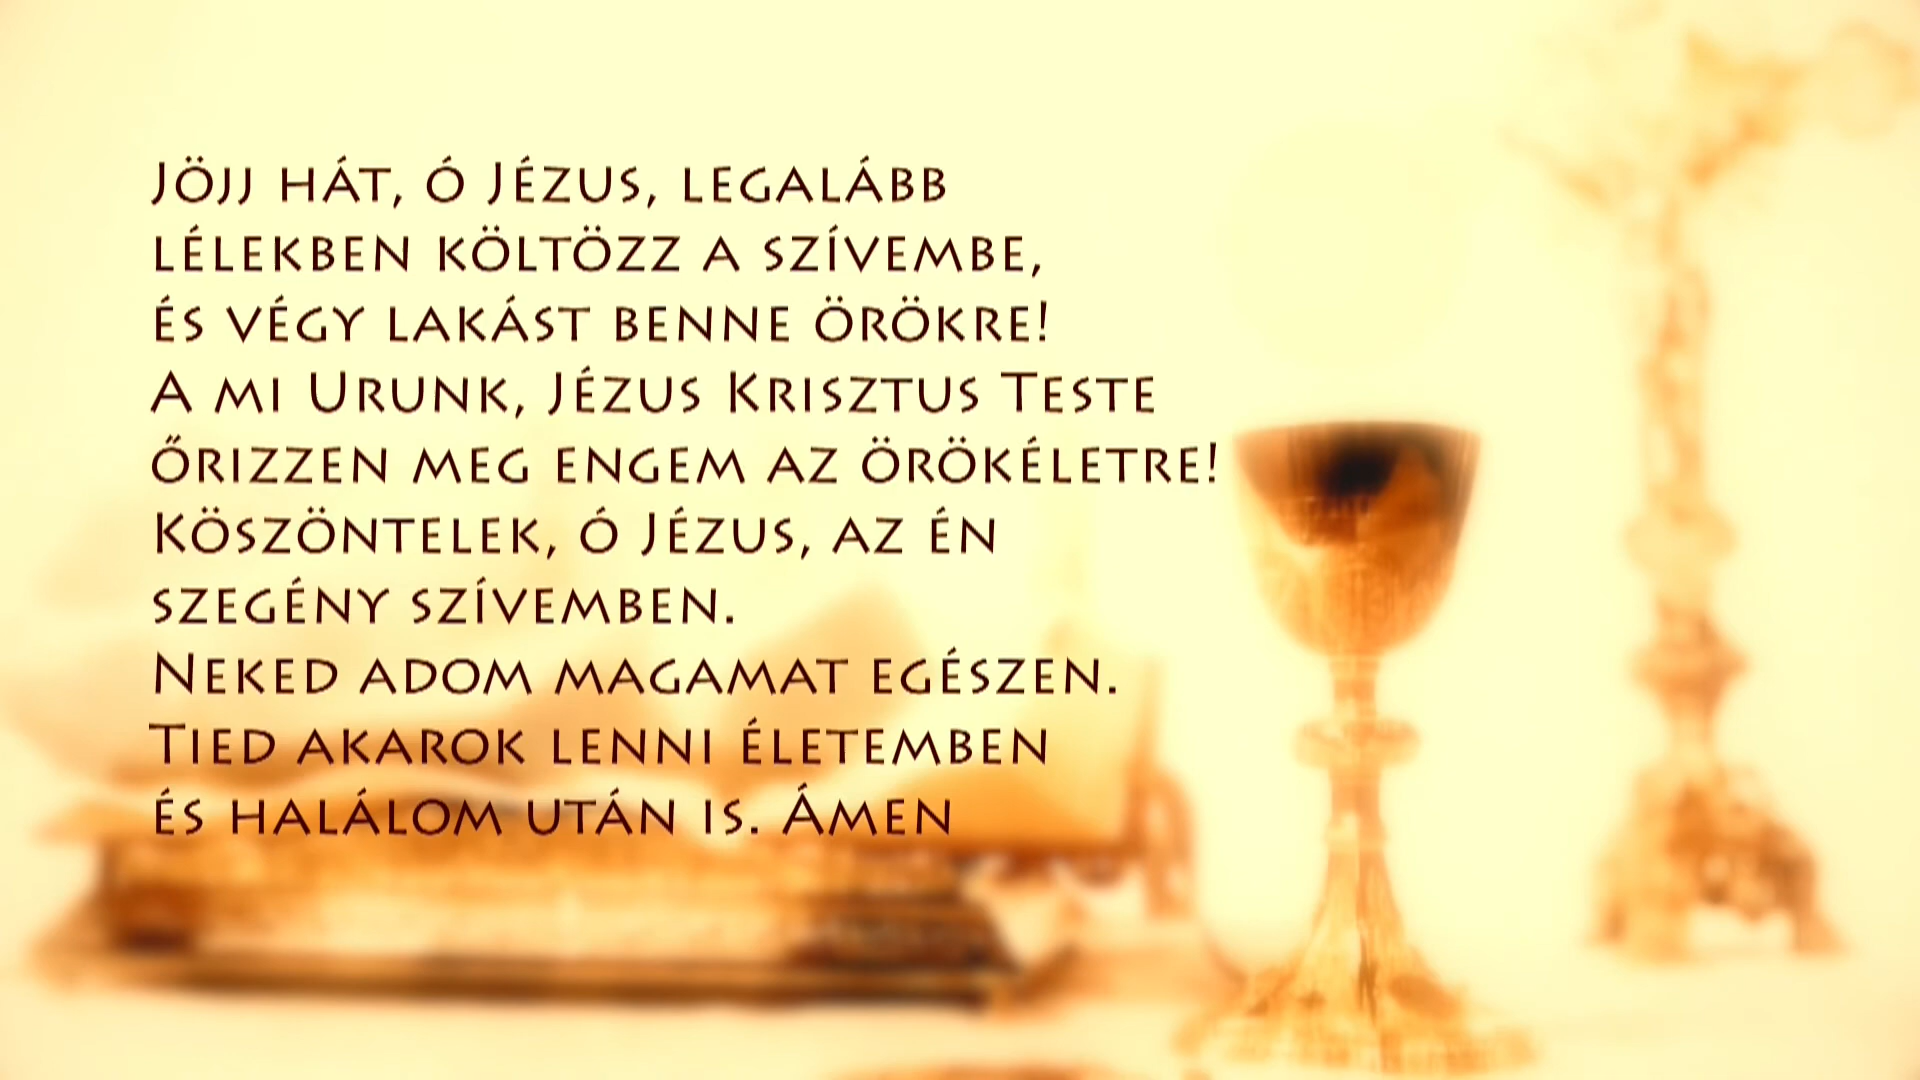 Jöjj hát, ó Jézus, legalább
lélekben költözz a szívembe,
és végy lakást benne örökre!
A mi Urunk, Jézus Krisztus Teste
őrizzen meg engem az örökéletre!
Köszöntelek, ó Jézus, az én
szegény szívemben.
Neked adom magamat egészen.
Tied akarok lenni életemben
és halálom után is. Ámen